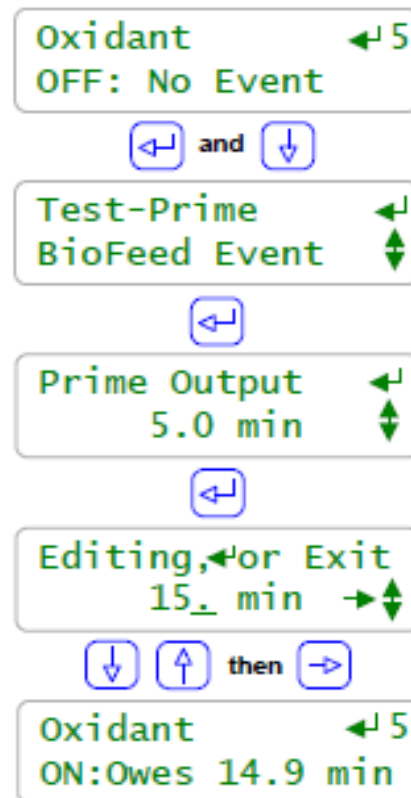 Oxidant ↵5
OFF: No Event
↵ and ↓
Test-Prime ↵
BioFeed Event ↕
↵
Prime Output ↵
5.0 min ↕
↵
Editing,↵or Exit
15. min →↕
↓ ↑ then →
Oxidant ↵5
ON:Owes 14.9 min